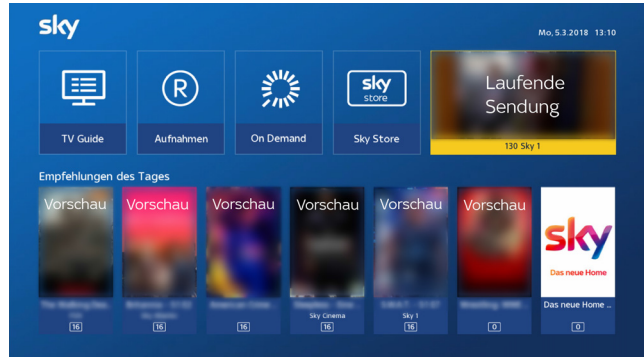 sky
Mo, 5.3.2018 13:10
R
sky
store
Laufende
Sendung
TV Guide
Aufnahmen
On Demand
Sky Store
130 Sky 1
Empfehlungen des Tages
Vorschau
Vorschau
Vorschau
Vorschau
Vorschau
Vorschau
sky
Das neue Home
Das neue Home ..
Sky Cinema
Sky 1
16
16
16
16
16
0
0